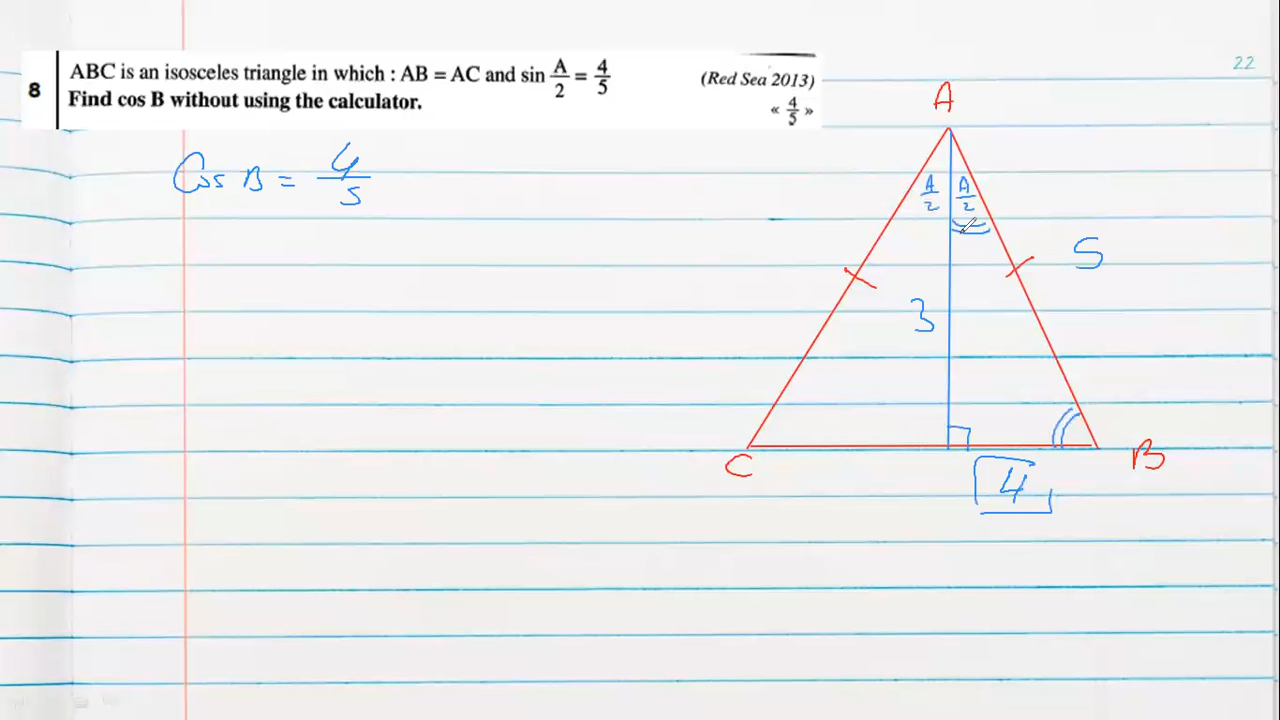 22
8 ABC is an isosceles triangle in which : AB = AC and sin A/2 = 4/5 (Red Sea 2013)
Find cos B without using the calculator. « 4/5 »
Cos B = 4/5
A
A/2 A/2
5
3
C B
4